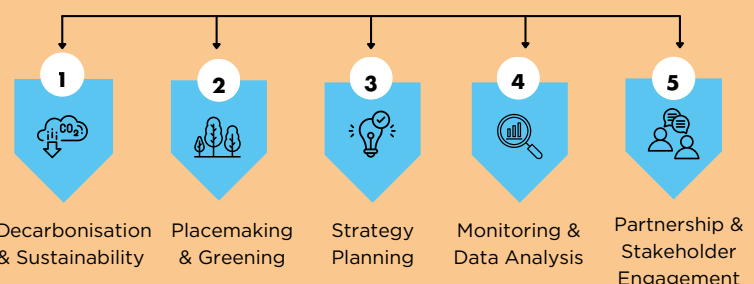 1
2
3
4
5
CO₂
Decarbonisation
& Sustainability
Placemaking
& Greening
Strategy
Planning
Monitoring &
Data Analysis
Partnership &
Stakeholder
Engagement